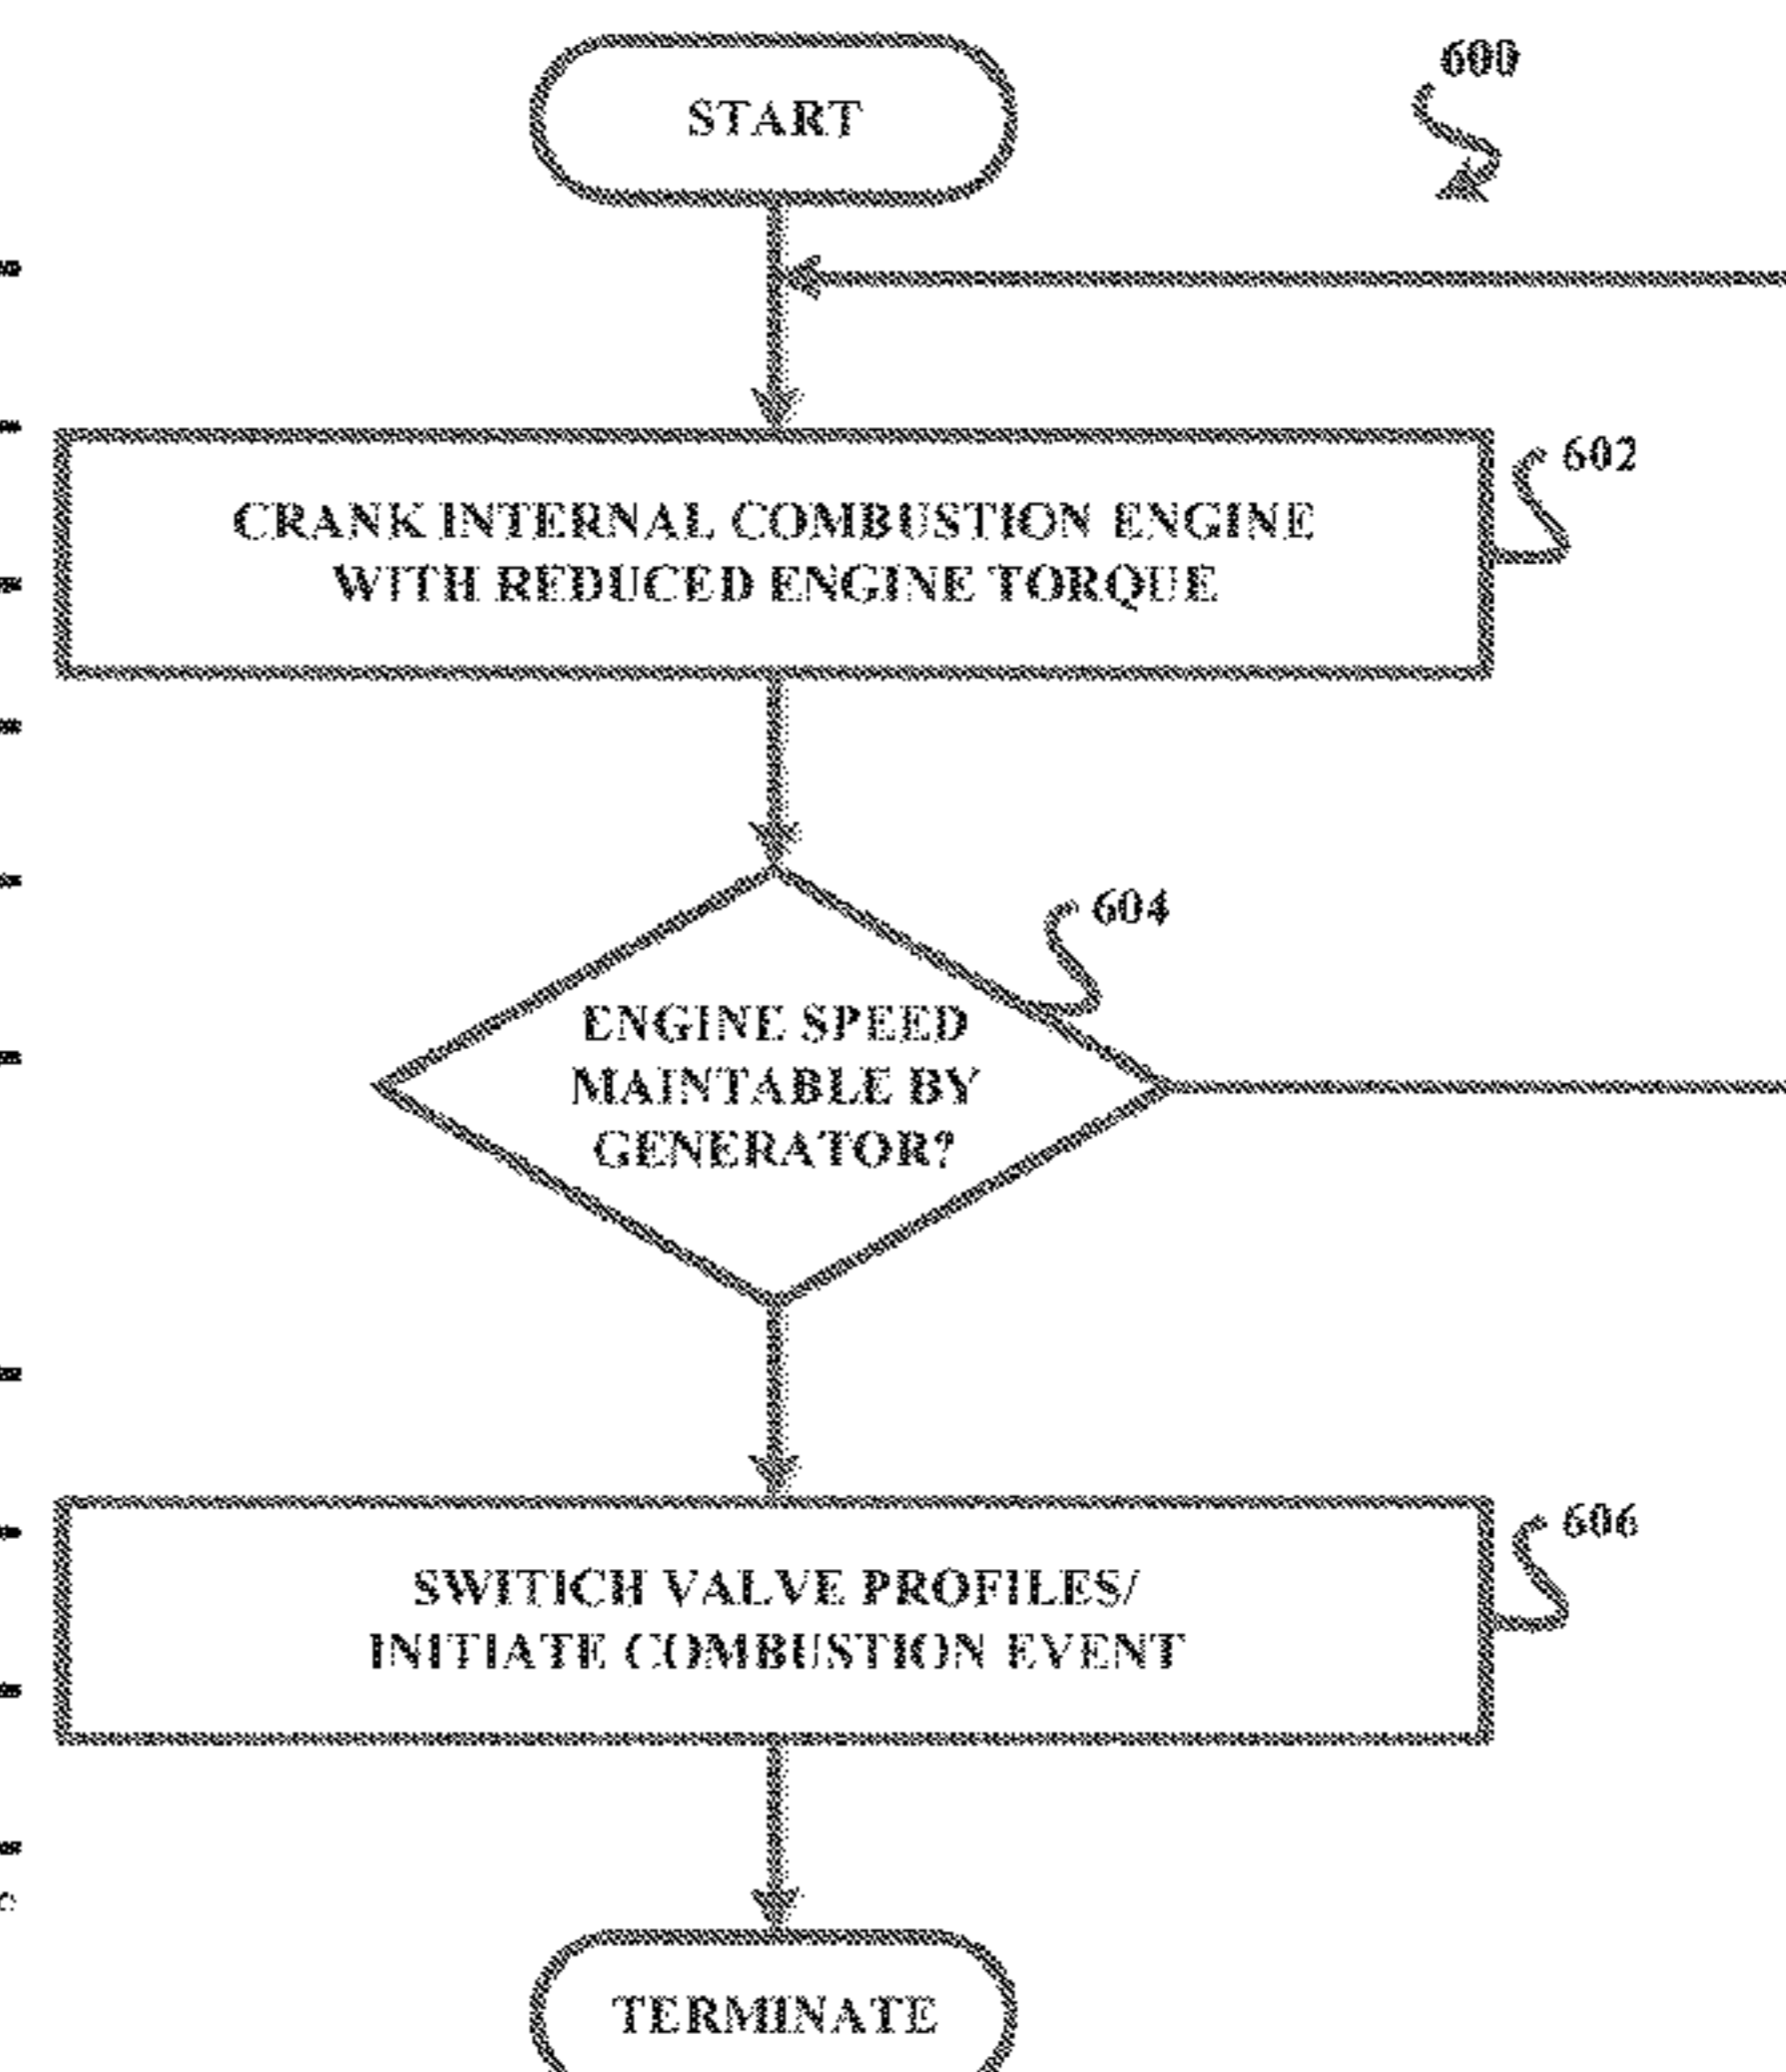 START
600
CRANK INTERNAL COMBUSTION ENGINE
WITH REDUCED ENGINE TORQUE
602
604
ENGINE SPEED
MAINTABLE BY
GENERATOR?
SWITICH VALVE PROFILES/
INITIATE COMBUSTION EVENT
606
TERMINATE